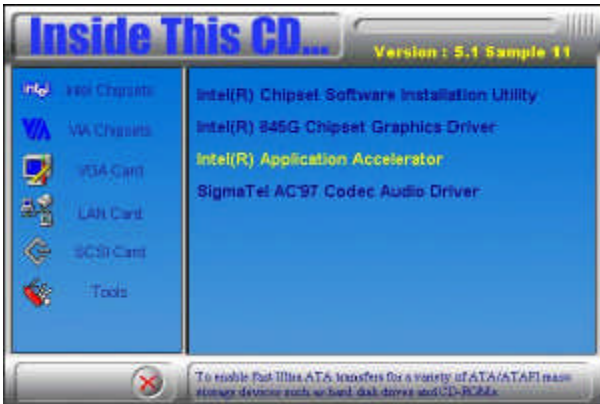 Inside This CD...
Version : 5.1 Sample 11
intel
Intel Chipsets
VIA
VIA Chipsets
VGA Card
LAN Card
SCSI Card
Tools
Intel(R) Chipset Software Installation Utility
Intel(R) 845G Chipset Graphics Driver
Intel(R) Application Accelerator
SigmaTel AC'97 Codec Audio Driver
To enable fast Ultra ATA transfers for a variety of ATA/ATAPI mass
storage devices such as hard disk drives and CD-ROMs